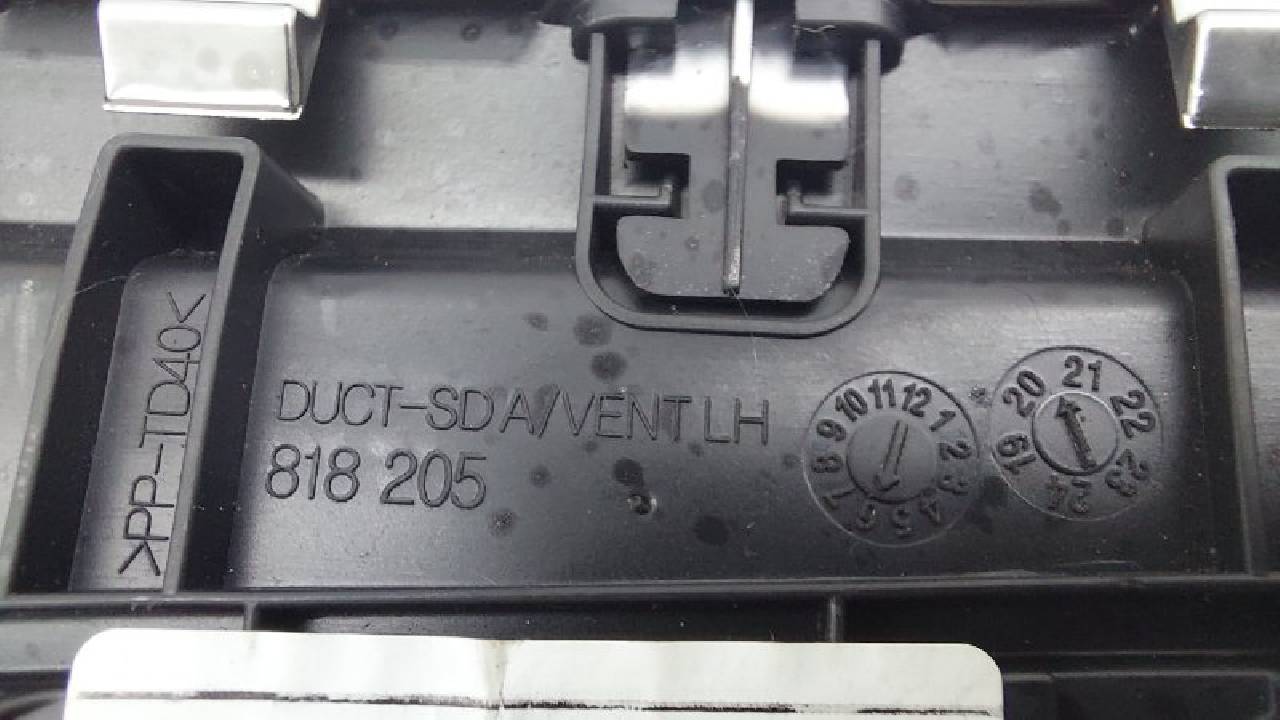 >PP-TD40<
DUCT-SD A/VENT LH
818 205
1 2 3 4 5 6 7 8 9 10 11 12
19 20 21 22 23 24